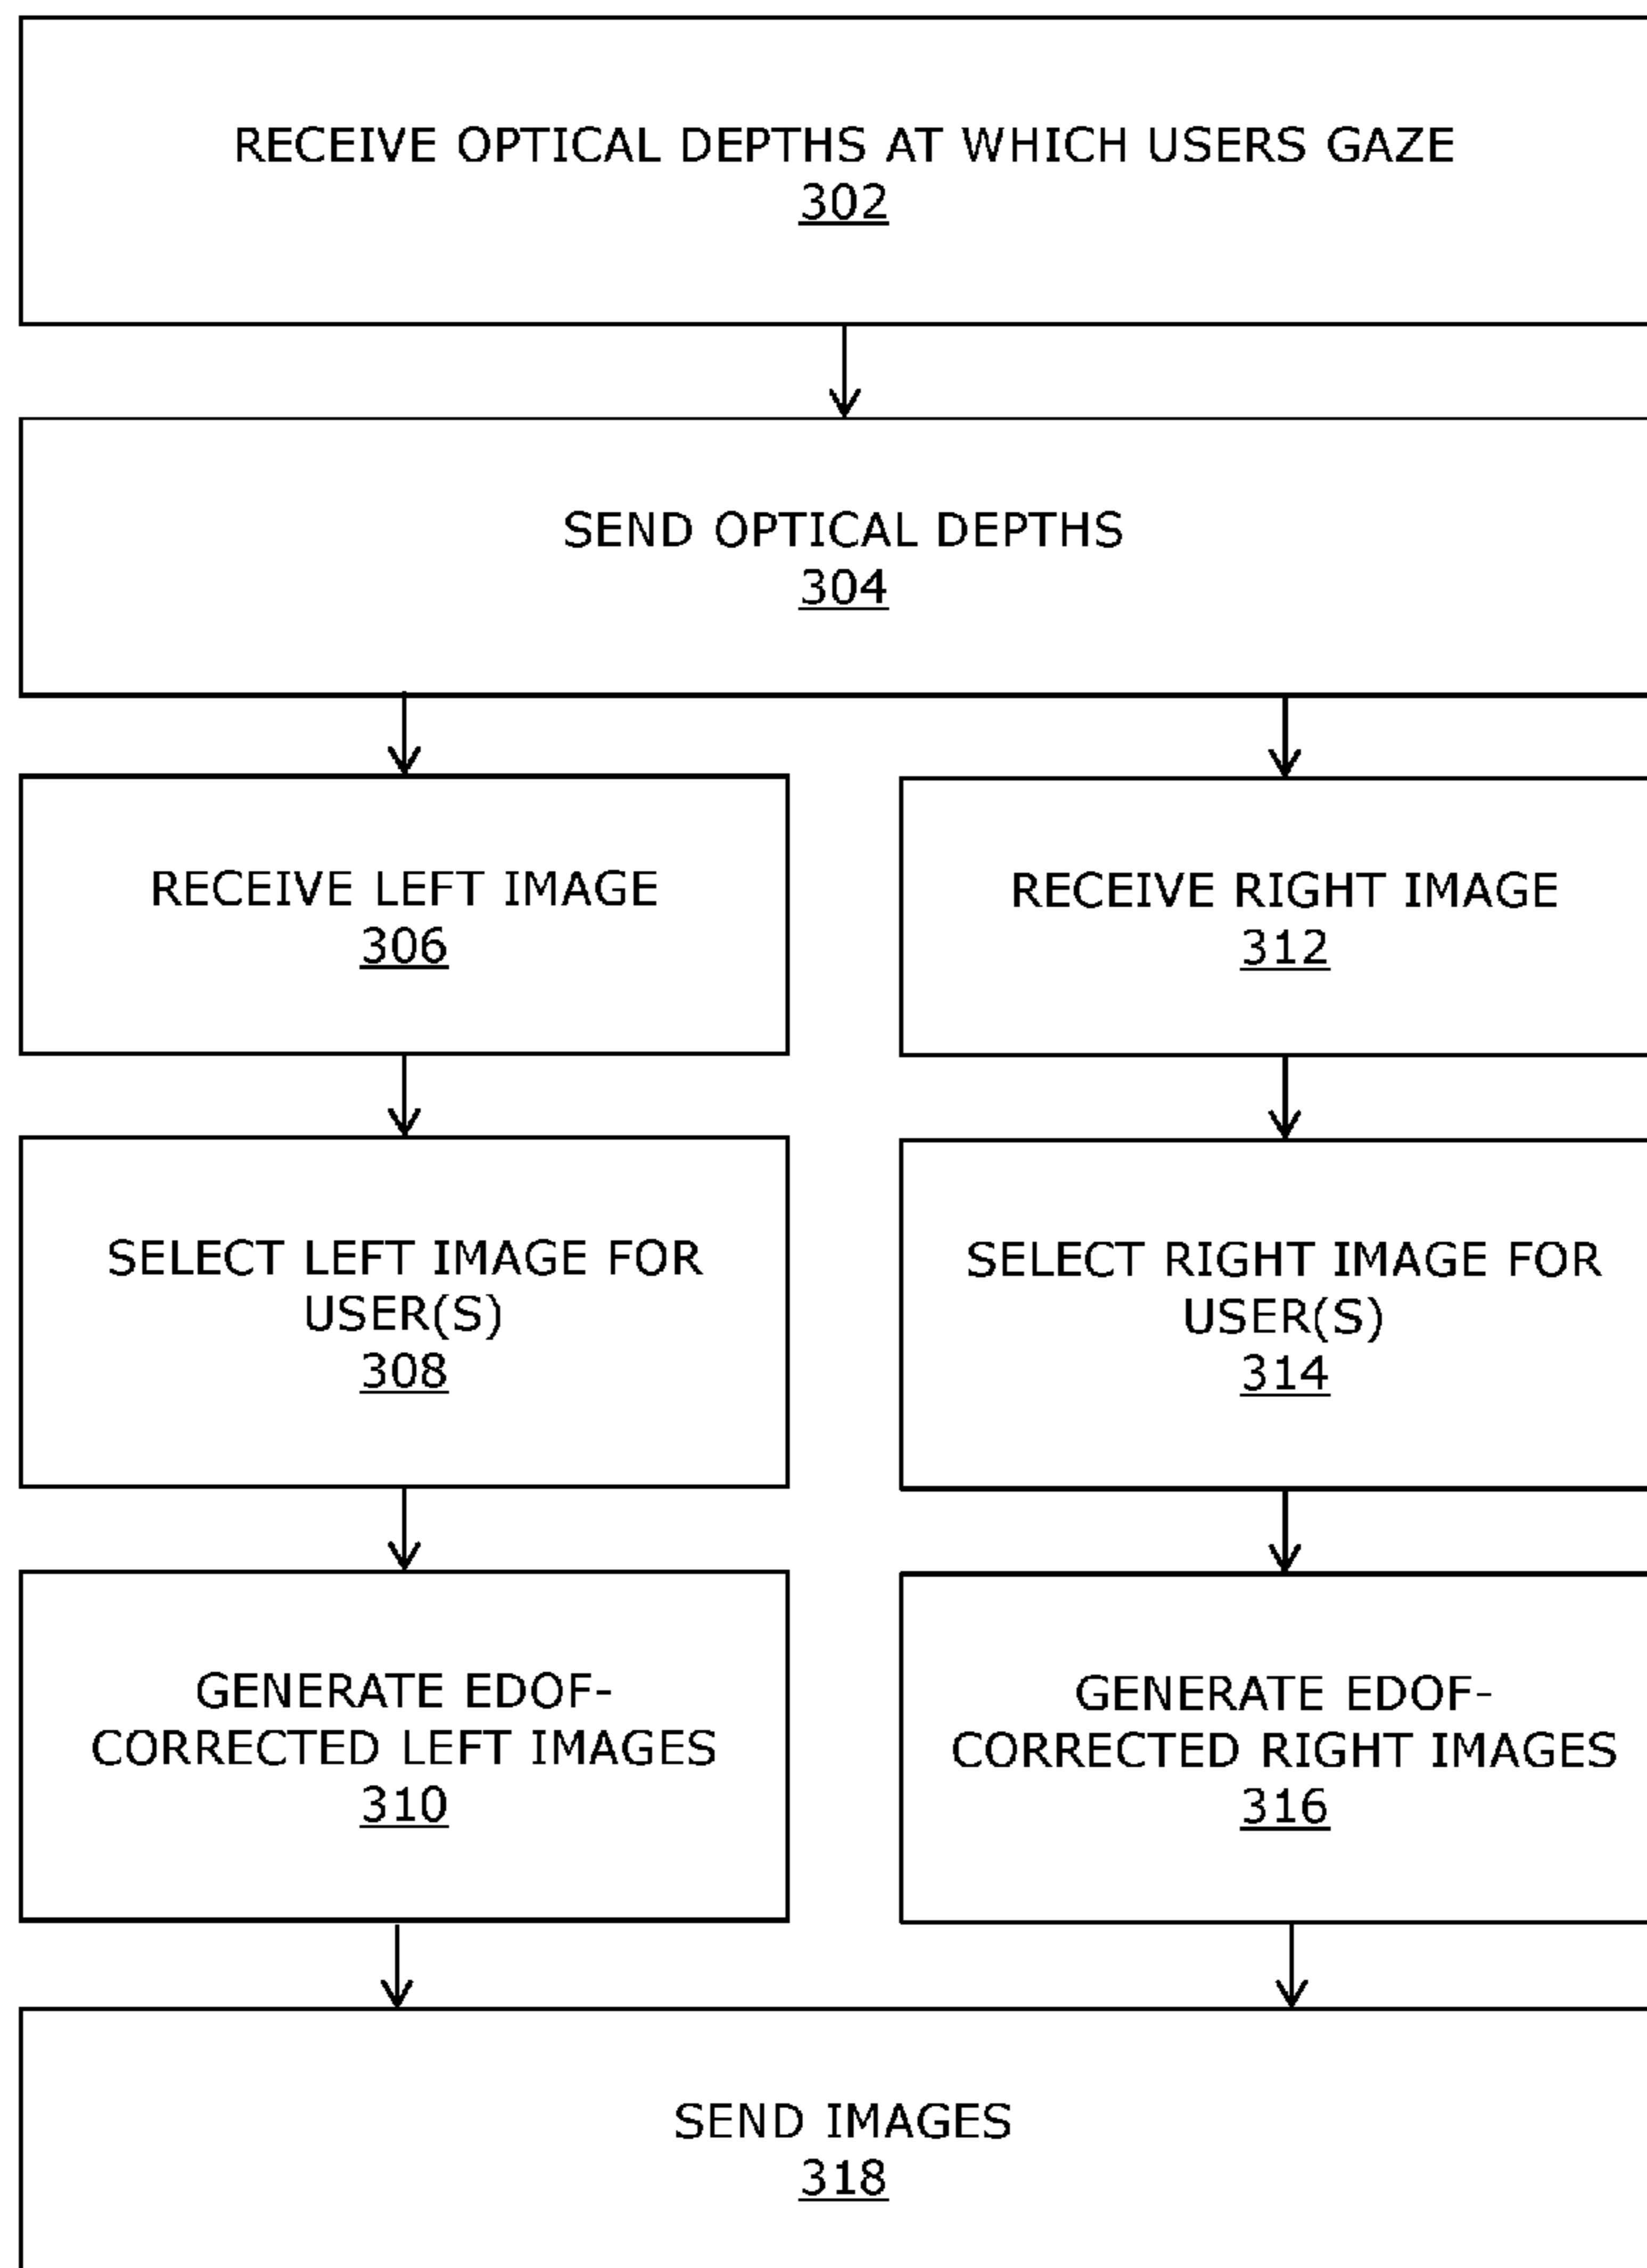 RECEIVE OPTICAL DEPTHS AT WHICH USERS GAZE
302
SEND OPTICAL DEPTHS
304
RECEIVE LEFT IMAGE
306
SELECT LEFT IMAGE FOR
USER(S)
308
GENERATE EDOF-
CORRECTED LEFT IMAGES
310
RECEIVE RIGHT IMAGE
312
SELECT RIGHT IMAGE FOR
USER(S)
314
GENERATE EDOF-
CORRECTED RIGHT IMAGES
316
SEND IMAGES
318